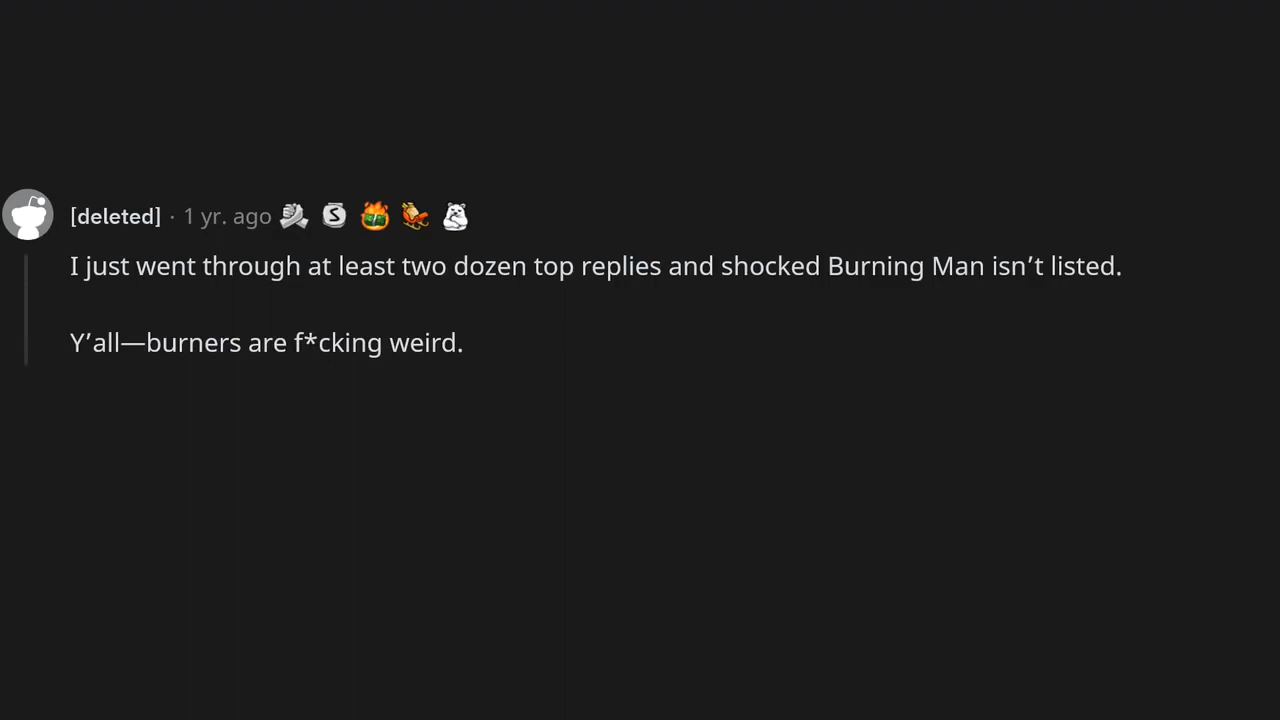 [deleted] · 1 yr. ago
I just went through at least two dozen top replies and shocked Burning Man isn’t listed.
Y’all—burners are f*cking weird.